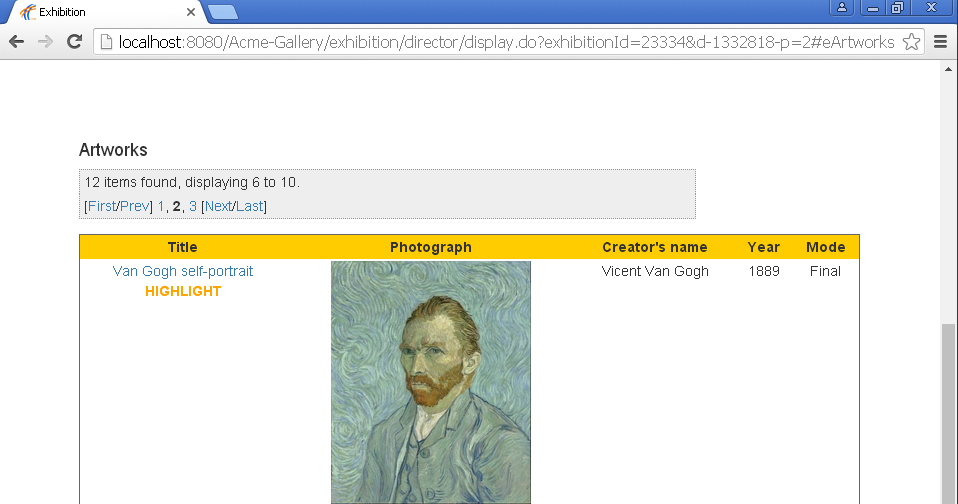 Exhibition
localhost:8080/Acme-Gallery/exhibition/director/display.do?exhibitionId=23334&d-1332818-p=2#eArtworks
Artworks
12 items found, displaying 6 to 10.
[First/Prev] 1, 2, 3 [Next/Last]
Title Photograph Creator's name Year Mode
Van Gogh self-portrait Vicent Van Gogh 1889 Final
HIGHLIGHT